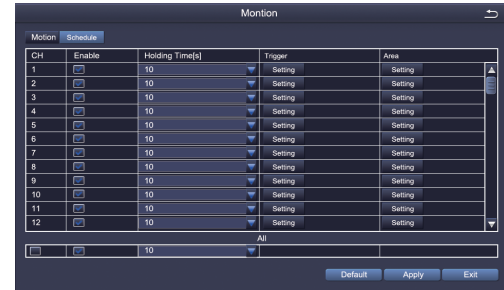 Montion
Motion Schedule
CH Enable Holding Time[s] Trigger Area
1 10 Setting Setting
2 10 Setting Setting
3 10 Setting Setting
4 10 Setting Setting
5 10 Setting Setting
6 10 Setting Setting
7 10 Setting Setting
8 10 Setting Setting
9 10 Setting Setting
10 10 Setting Setting
11 10 Setting Setting
12 10 Setting Setting
All
10
Default Apply Exit